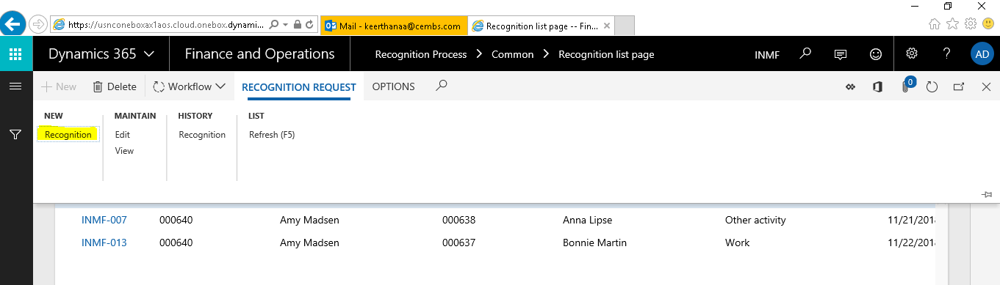 https://usnconeboxax1aos.cloud.onebox.dynami...
Mail - keerthanaa@cembs.com
Recognition list page -- Fin...
Dynamics 365
Finance and Operations
Recognition Process > Common > Recognition list page
INMF
?
AD
+ New
Delete
Workflow
RECOGNITION REQUEST
OPTIONS
0
NEW
MAINTAIN
HISTORY
LIST
Recognition
Edit
Recognition
Refresh (F5)
View
INMF-007 000640 Amy Madsen 000638 Anna Lipse Other activity 11/21/201
INMF-013 000640 Amy Madsen 000637 Bonnie Martin Work 11/22/201